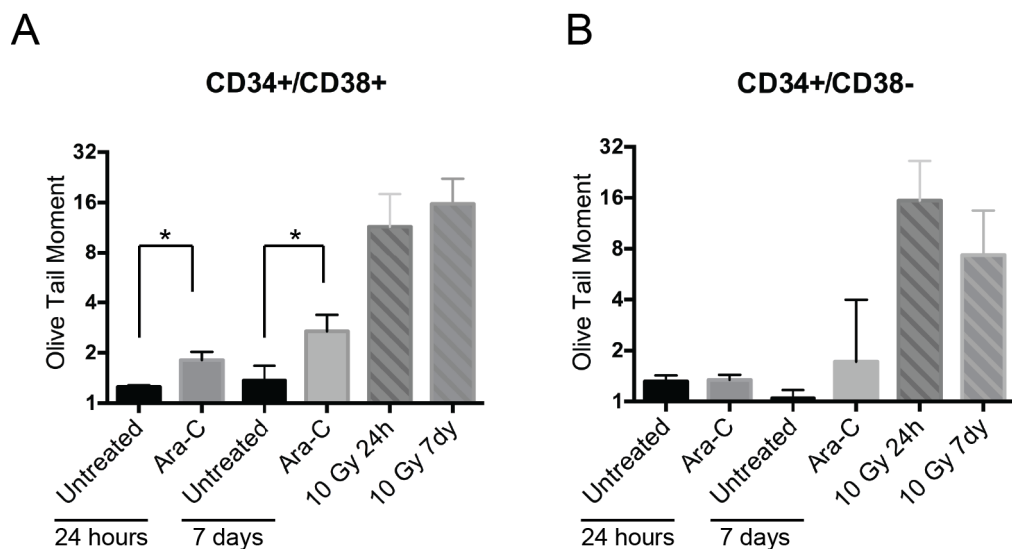 A
CD34+/CD38+
Olive Tail Moment
32
16
8
4
2
1
*
*
Untreated
Ara-C
Untreated
Ara-C
10 Gy 24h
10 Gy 7dy
24 hours
7 days
B
CD34+/CD38-
Olive Tail Moment
32
16
8
4
2
1
Untreated
Ara-C
Untreated
Ara-C
10 Gy 24h
10 Gy 7dy
24 hours
7 days